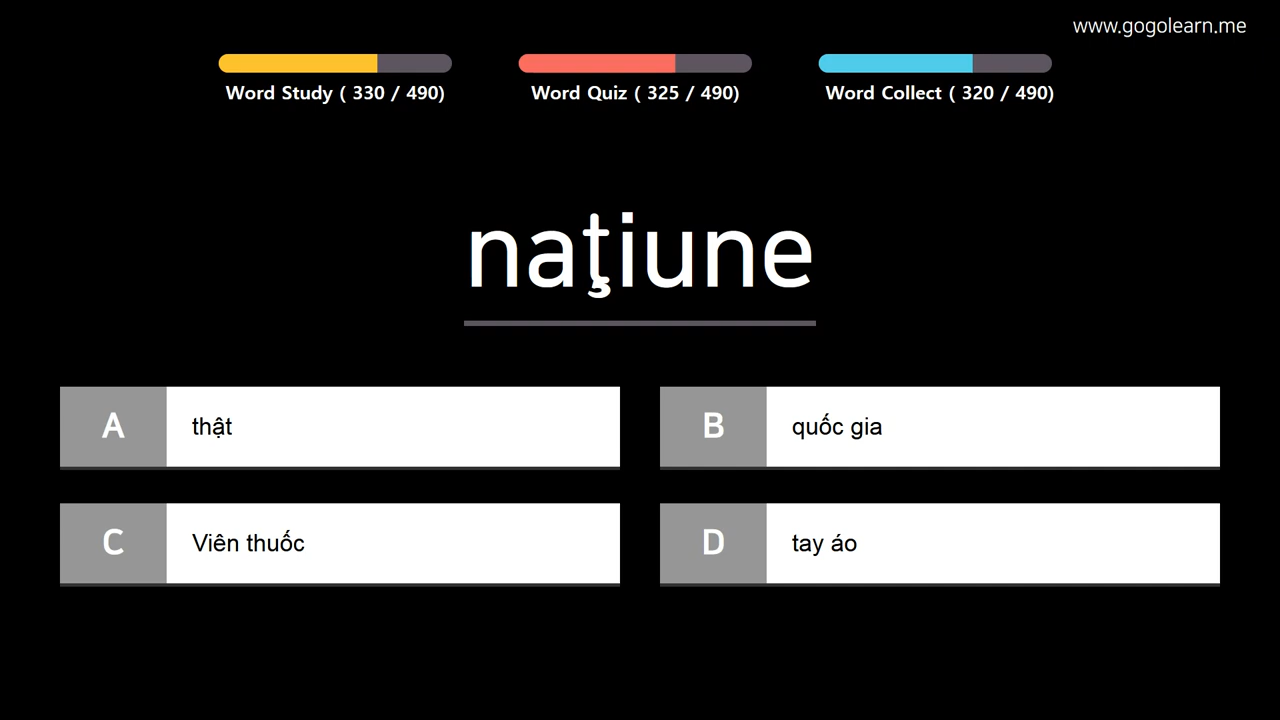 www.gogolearn.me
Word Study ( 330 / 490)
Word Quiz ( 325 / 490)
Word Collect ( 320 / 490)
naţiune
A thật
B quốc gia
C Viên thuốc
D tay áo